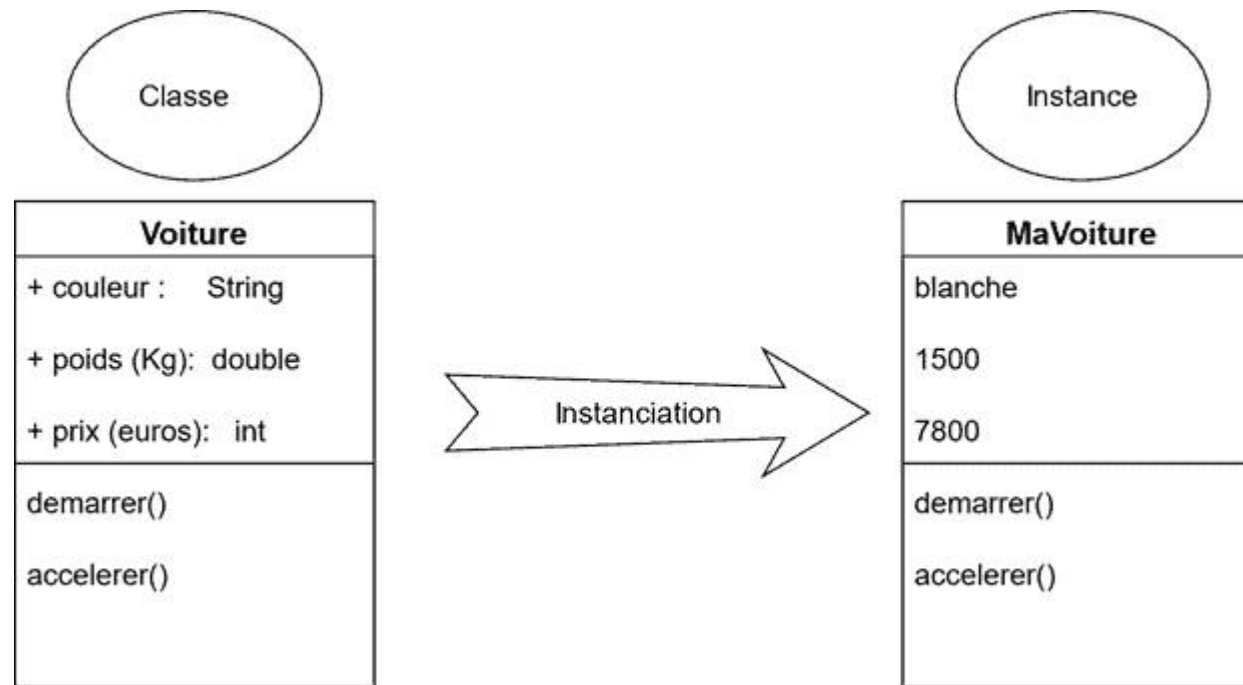 Classe
Voiture
+ couleur : String
+ poids (Kg): double
+ prix (euros): int
demarrer()
accelerer()
Instanciation
Instance
MaVoiture
blanche
1500
7800
demarrer()
accelerer()